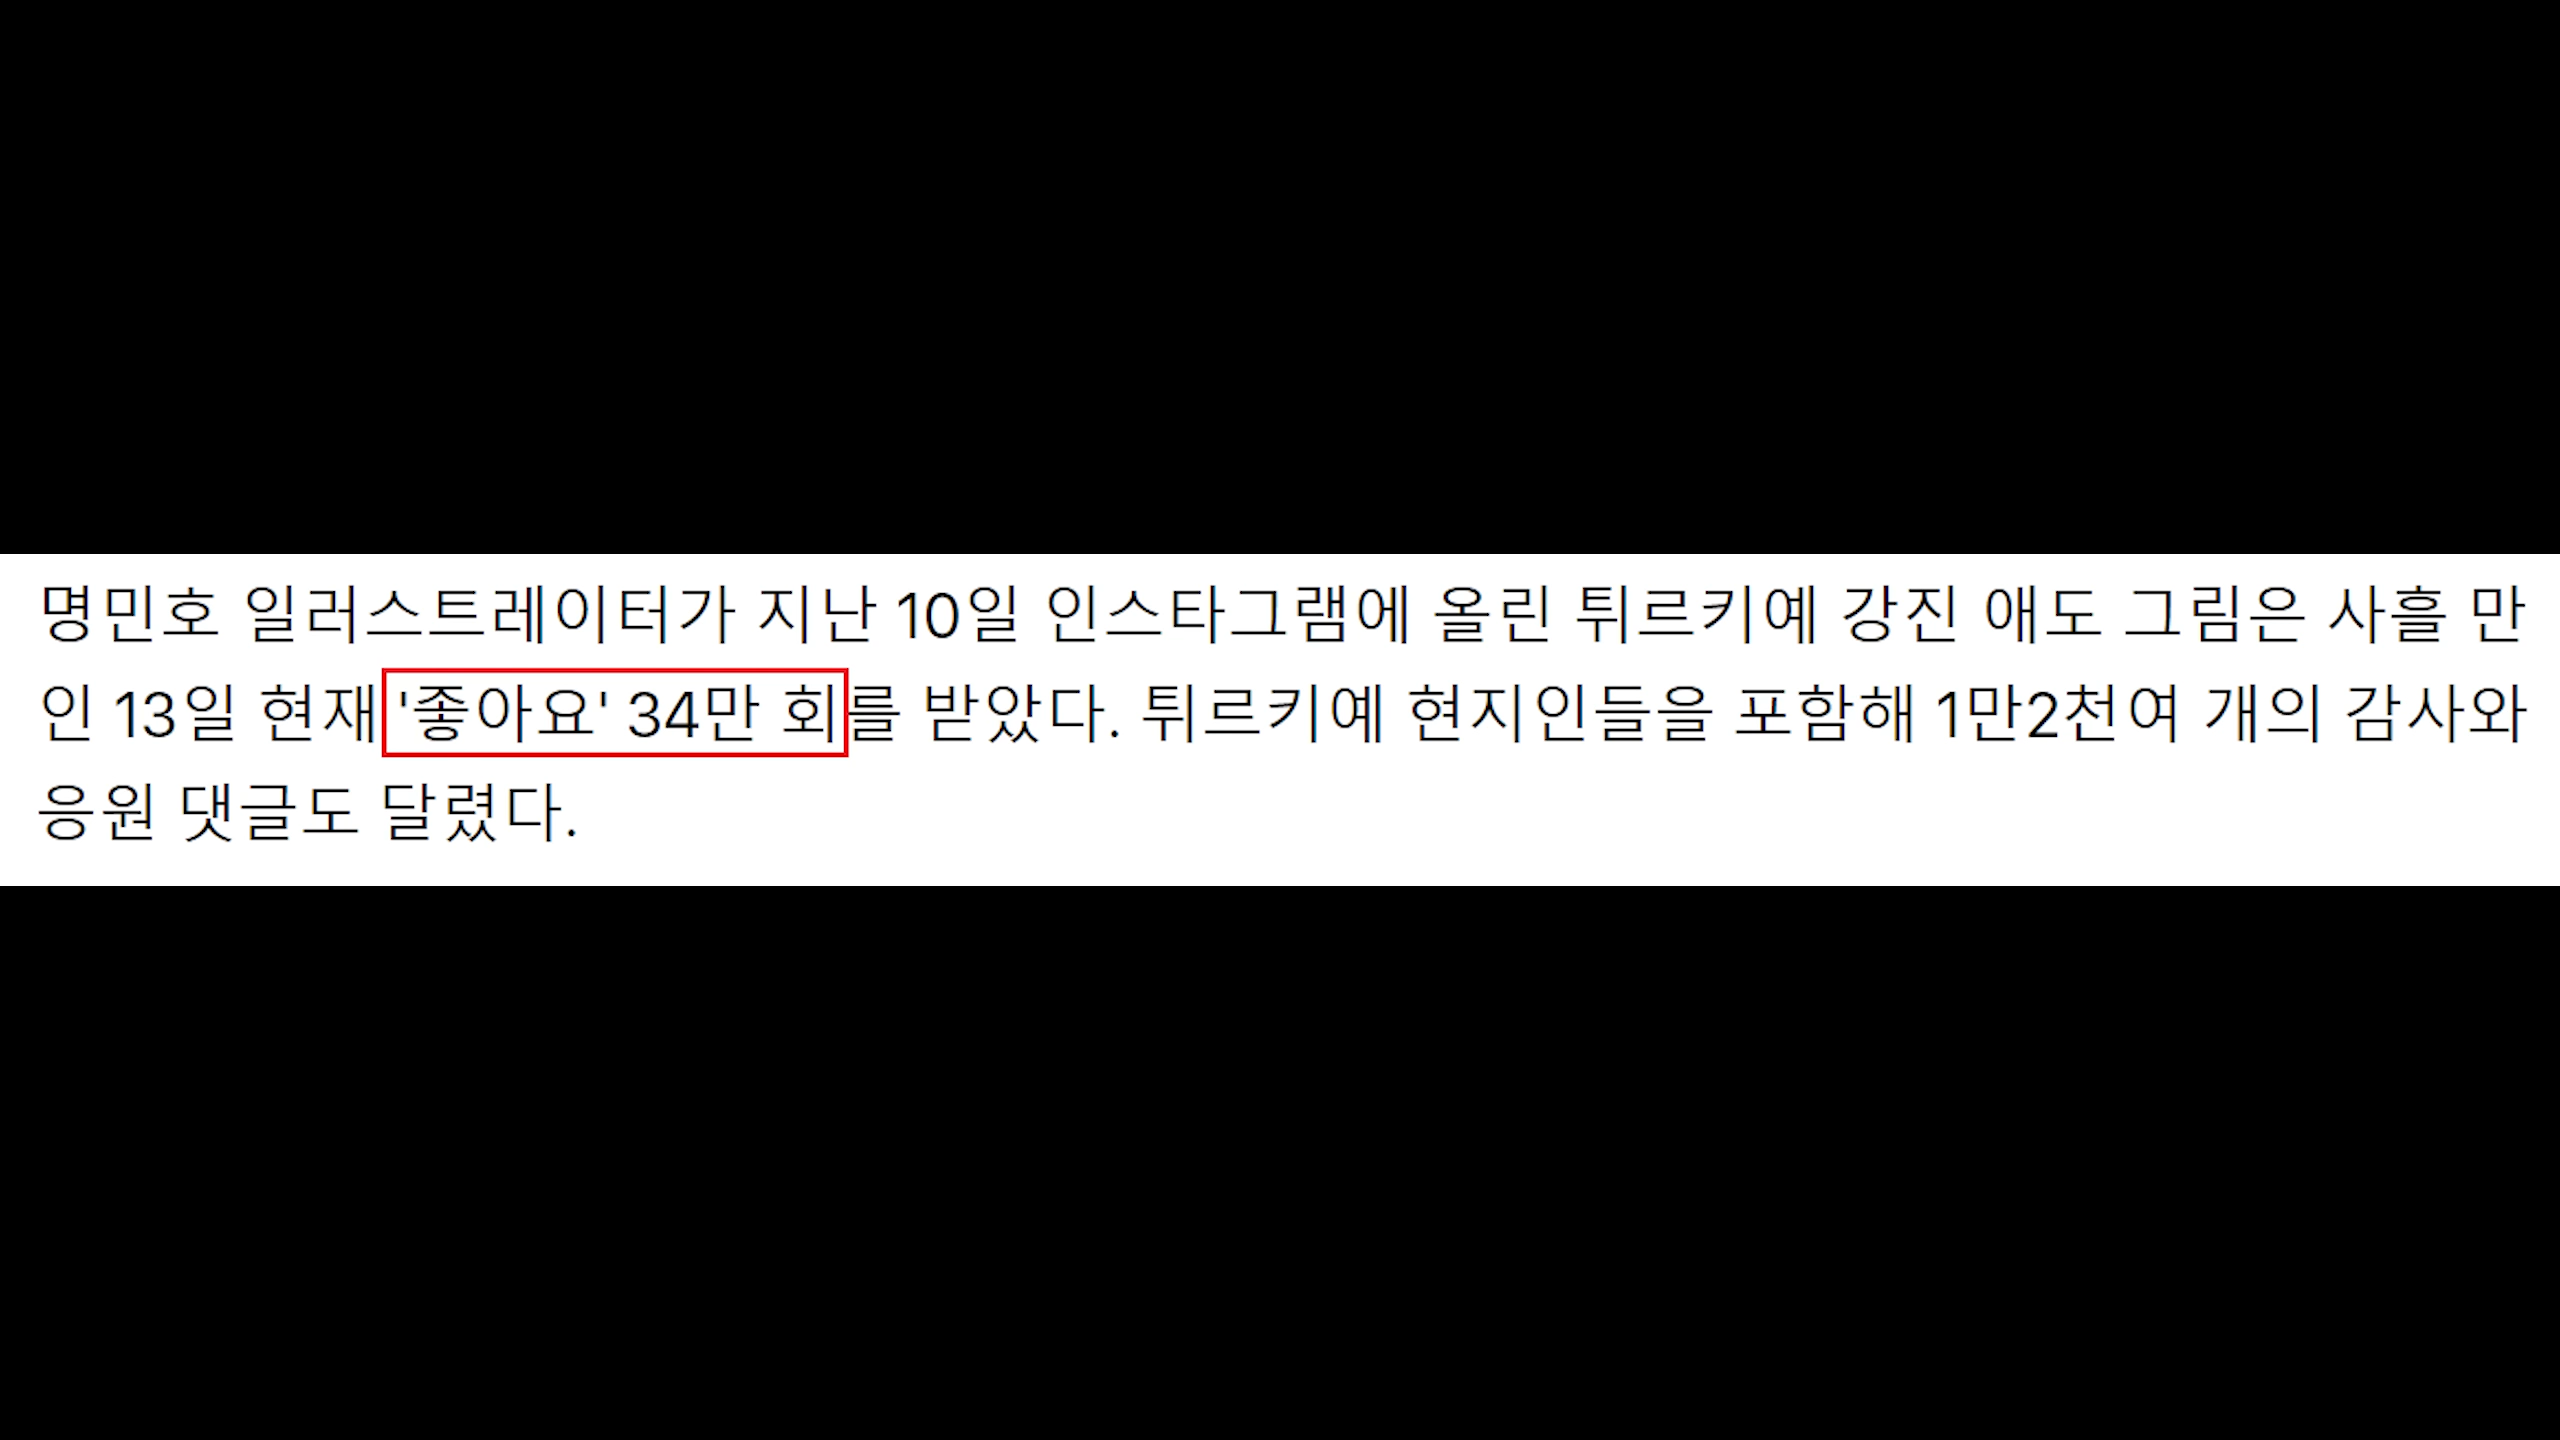 명민호 일러스트레이터가 지난 10일 인스타그램에 올린 튀르키예 강진 애도 그림은 사흘 만
인 13일 현재 '좋아요' 34만 회를 받았다. 튀르키예 현지인들을 포함해 1만2천여 개의 감사와
응원 댓글도 달렸다.